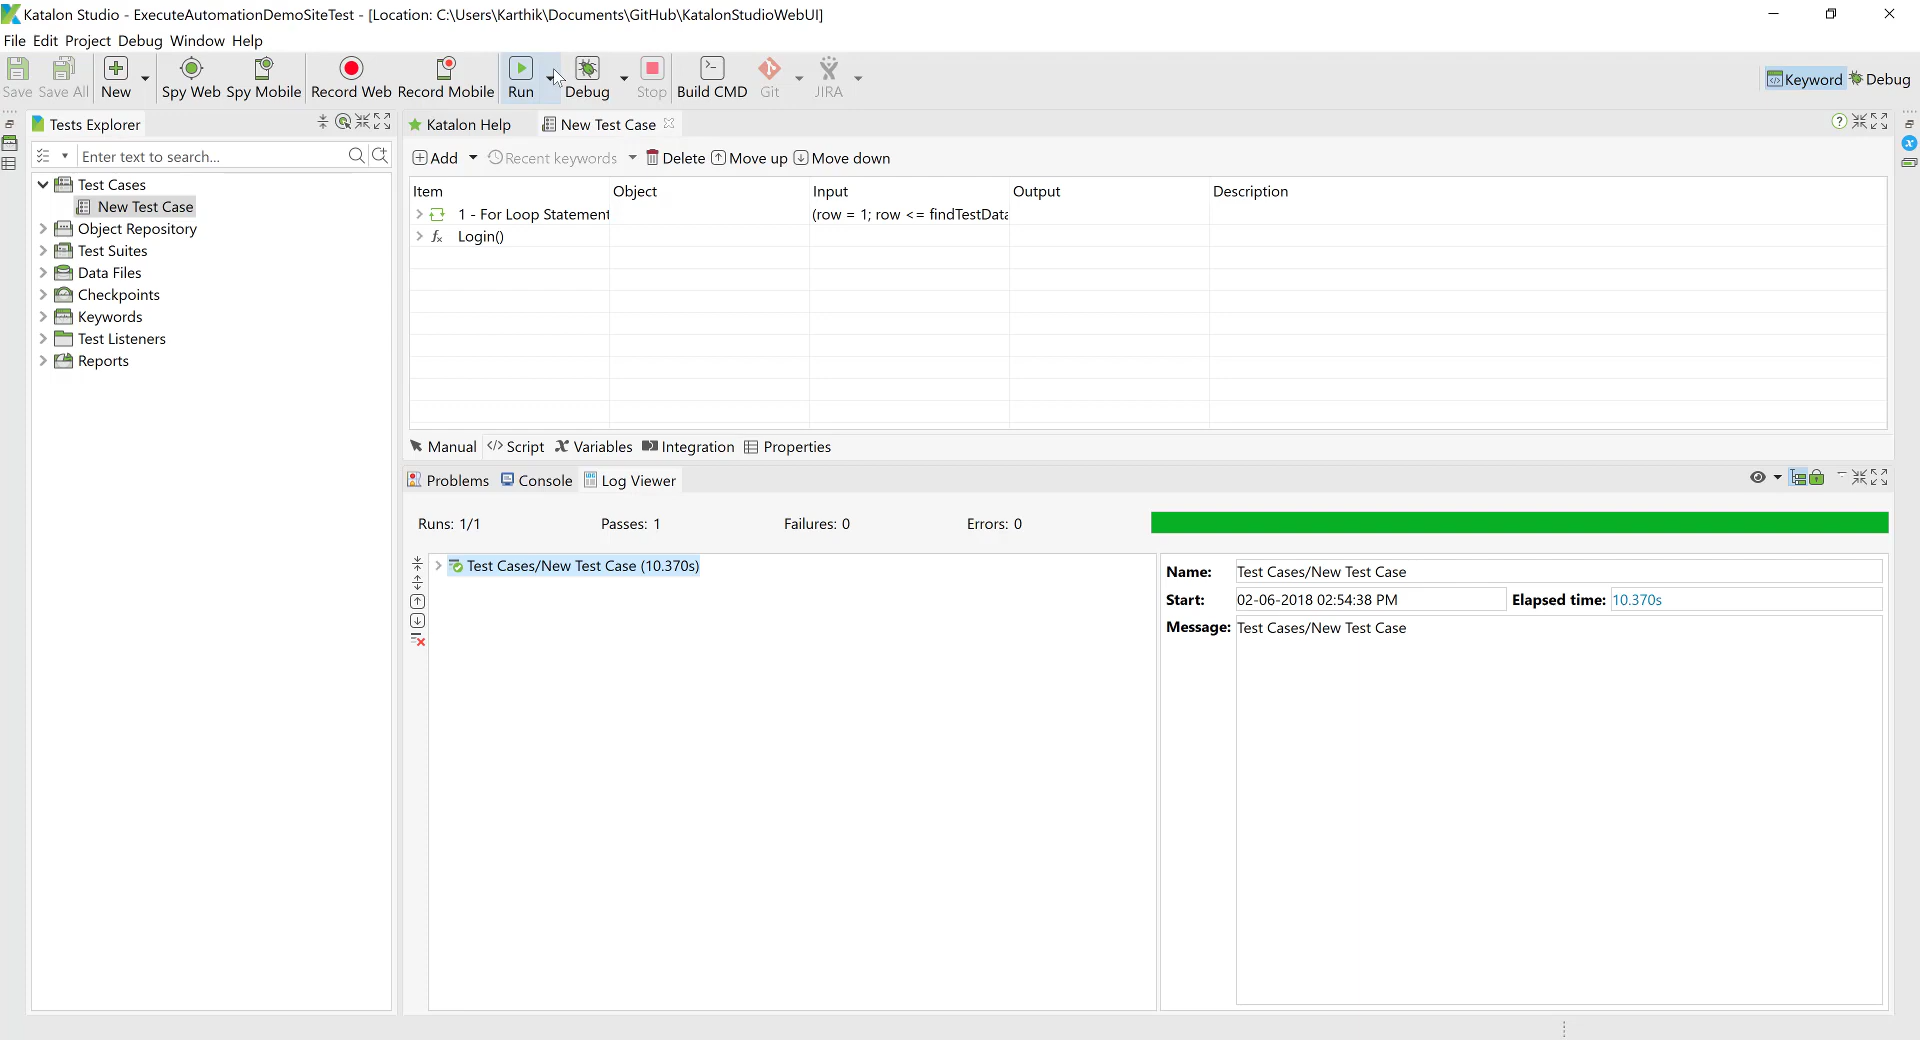 Katalon Studio - ExecuteAutomationDemoSiteTest - [Location: C:\Users\Karthik\Documents\GitHub\KatalonStudioWebUI]
File Edit Project Debug Window Help
Save Save All New Spy Web Spy Mobile Record Web Record Mobile Run Debug Stop Build CMD Git JIRA Keyword Debug
Tests Explorer
Enter text to search...
Test Cases
New Test Case
Object Repository
Test Suites
Data Files
Checkpoints
Keywords
Test Listeners
Reports
Katalon Help New Test Case
Add Recent keywords Delete Move up Move down
Item Object Input Output Description
1 - For Loop Statement (row = 1; row <= findTestData
fx Login()
Manual </> Script Variables Integration Properties
Problems Console Log Viewer
Runs: 1/1 Passes: 1 Failures: 0 Errors: 0
Test Cases/New Test Case (10.370s)
Name: Test Cases/New Test Case
Start: 02-06-2018 02:54:38 PM Elapsed time: 10.370s
Message: Test Cases/New Test Case